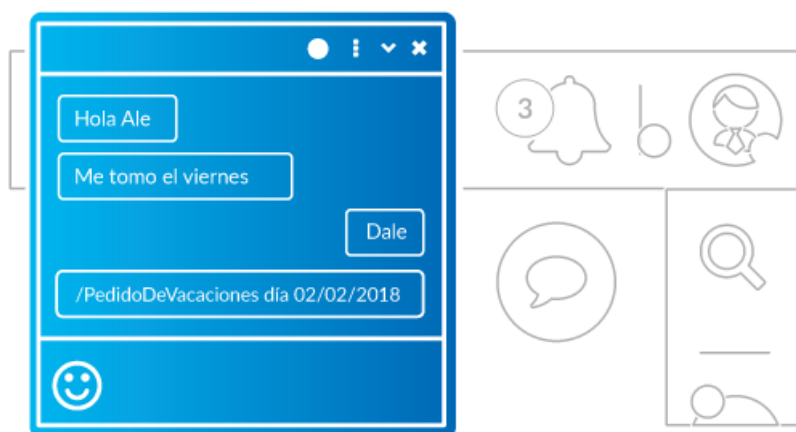 Hola Ale
Me tomo el viernes
Dale
/PedidoDeVacaciones día 02/02/2018
3